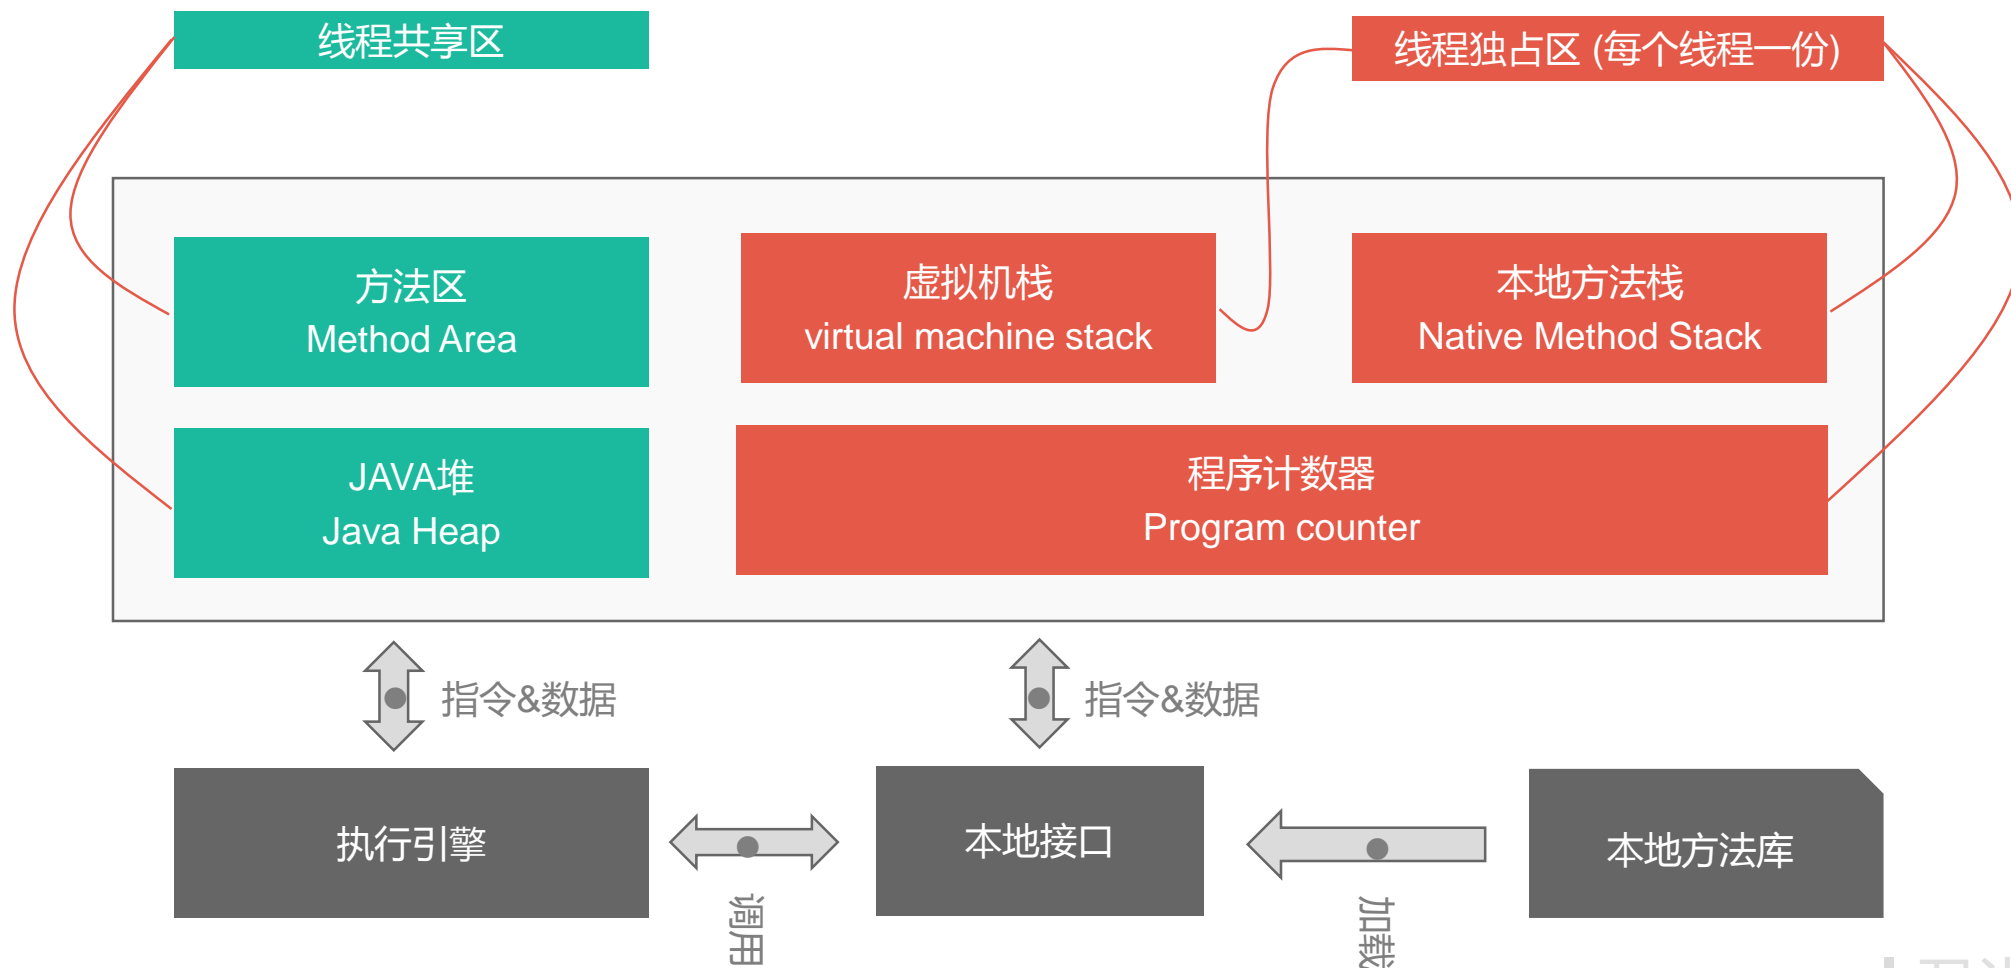 线程共享区
线程独占区 (每个线程一份)
方法区
Method Area
虚拟机栈
virtual machine stack
本地方法栈
Native Method Stack
JAVA堆
Java Heap
程序计数器
Program counter
指令&数据
指令&数据
执行引擎
本地接口
本地方法库
调用
加载